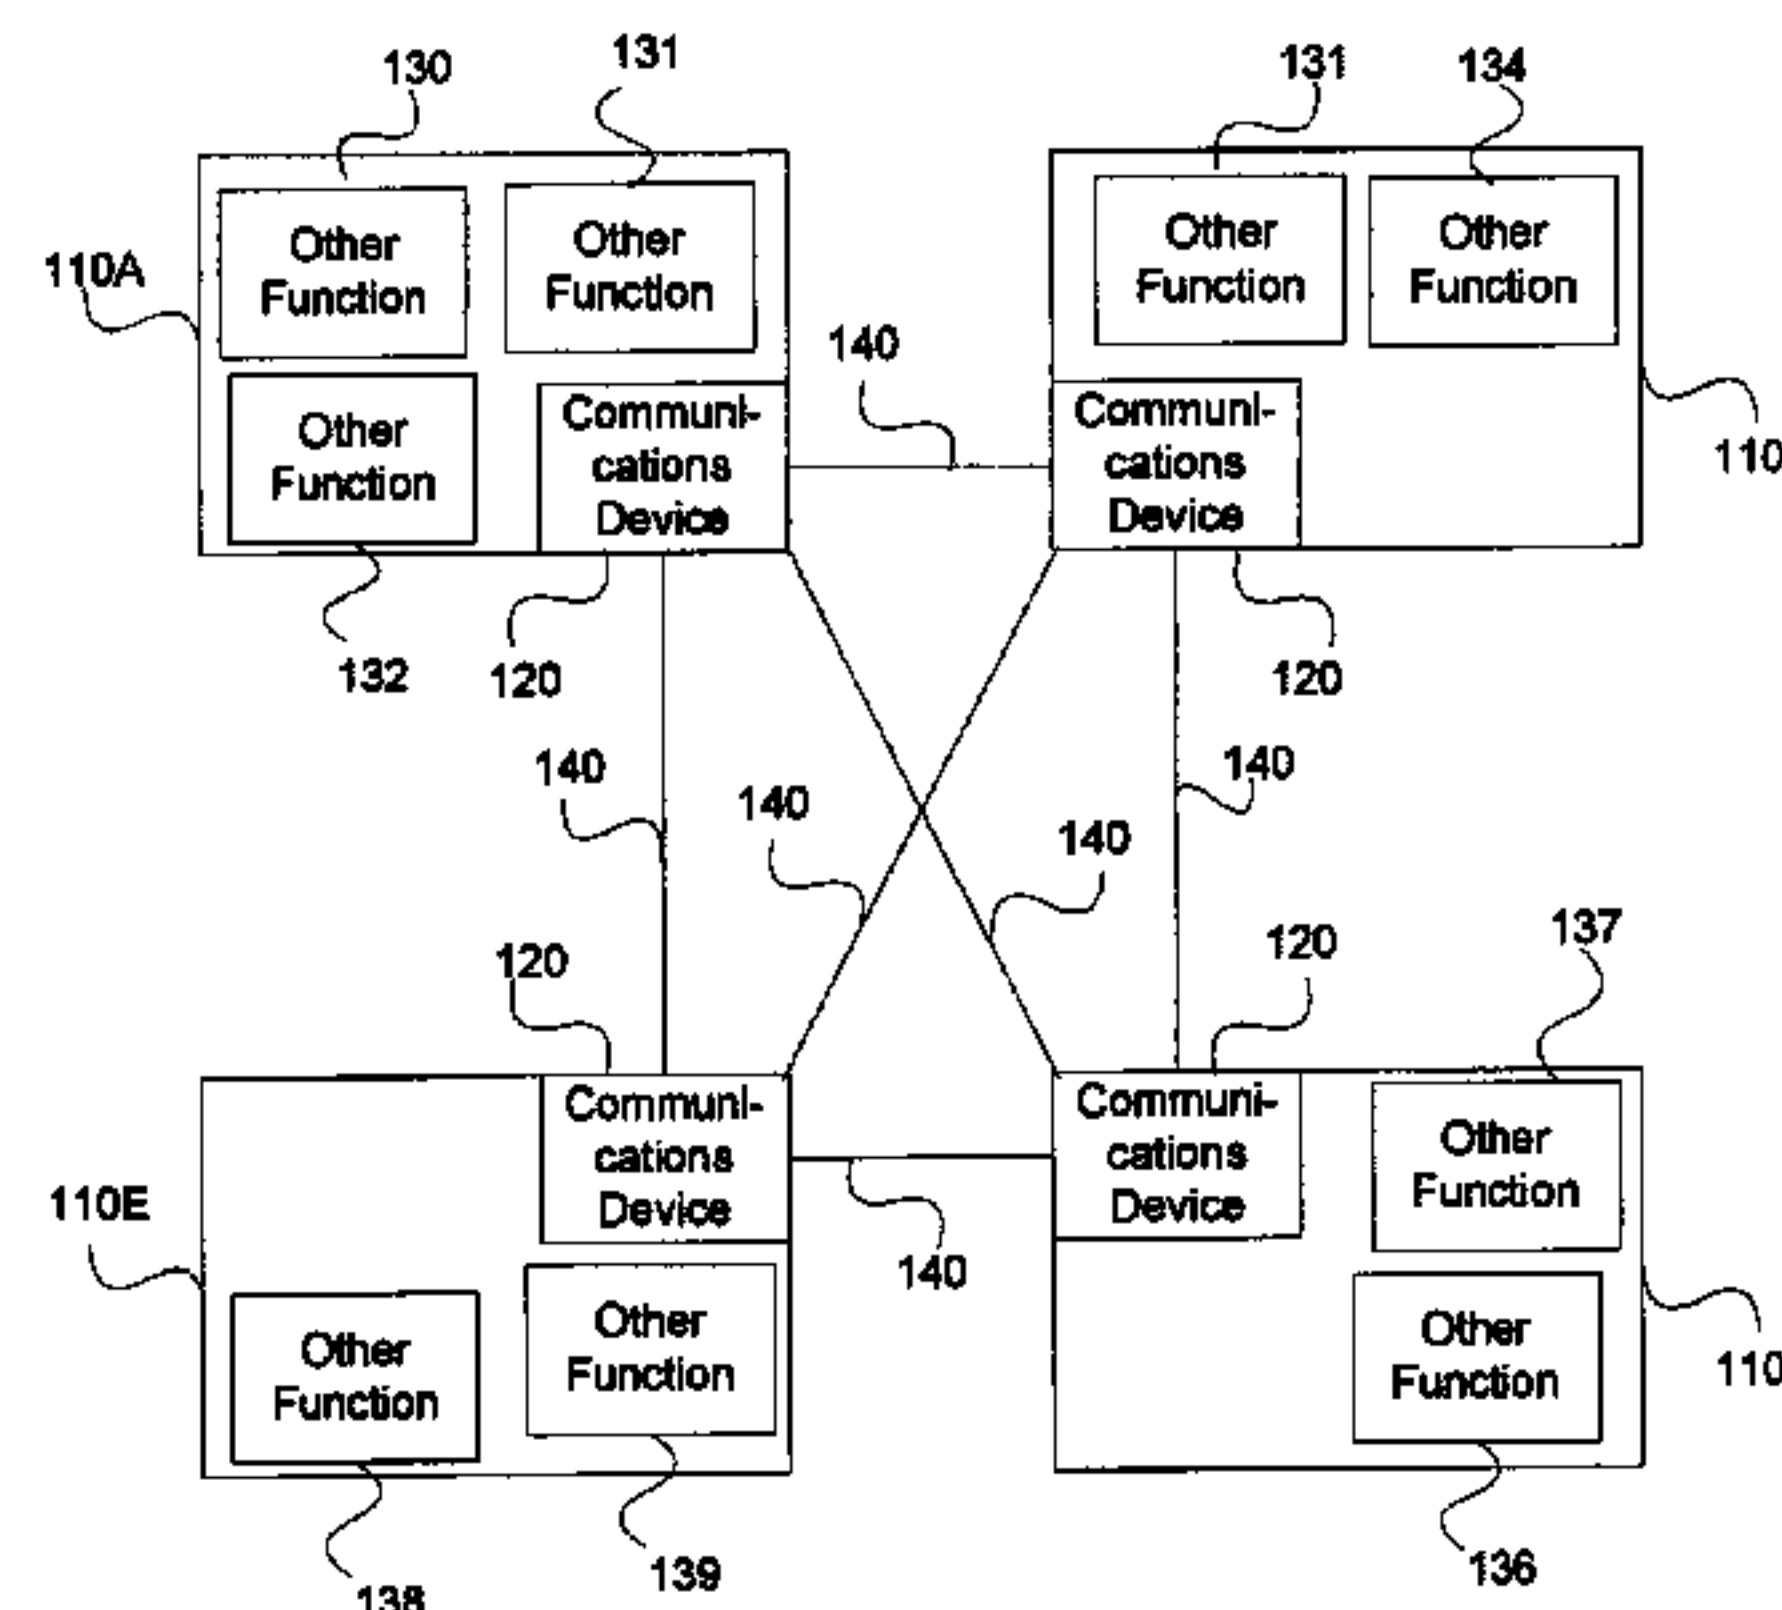 130
131
131
134
Other
Function
Other
Function
Other
Function
Other
Function
110A
140
Other
Function
Communi-
cations
Device
Communi-
cations
Device
110
132
120
120
140
140
140
140
120
120
137
110E
Communi-
cations
Device
Communi-
cations
Device
Other
Function
140
Other
Function
Other
Function
Other
Function
110
138
139
136